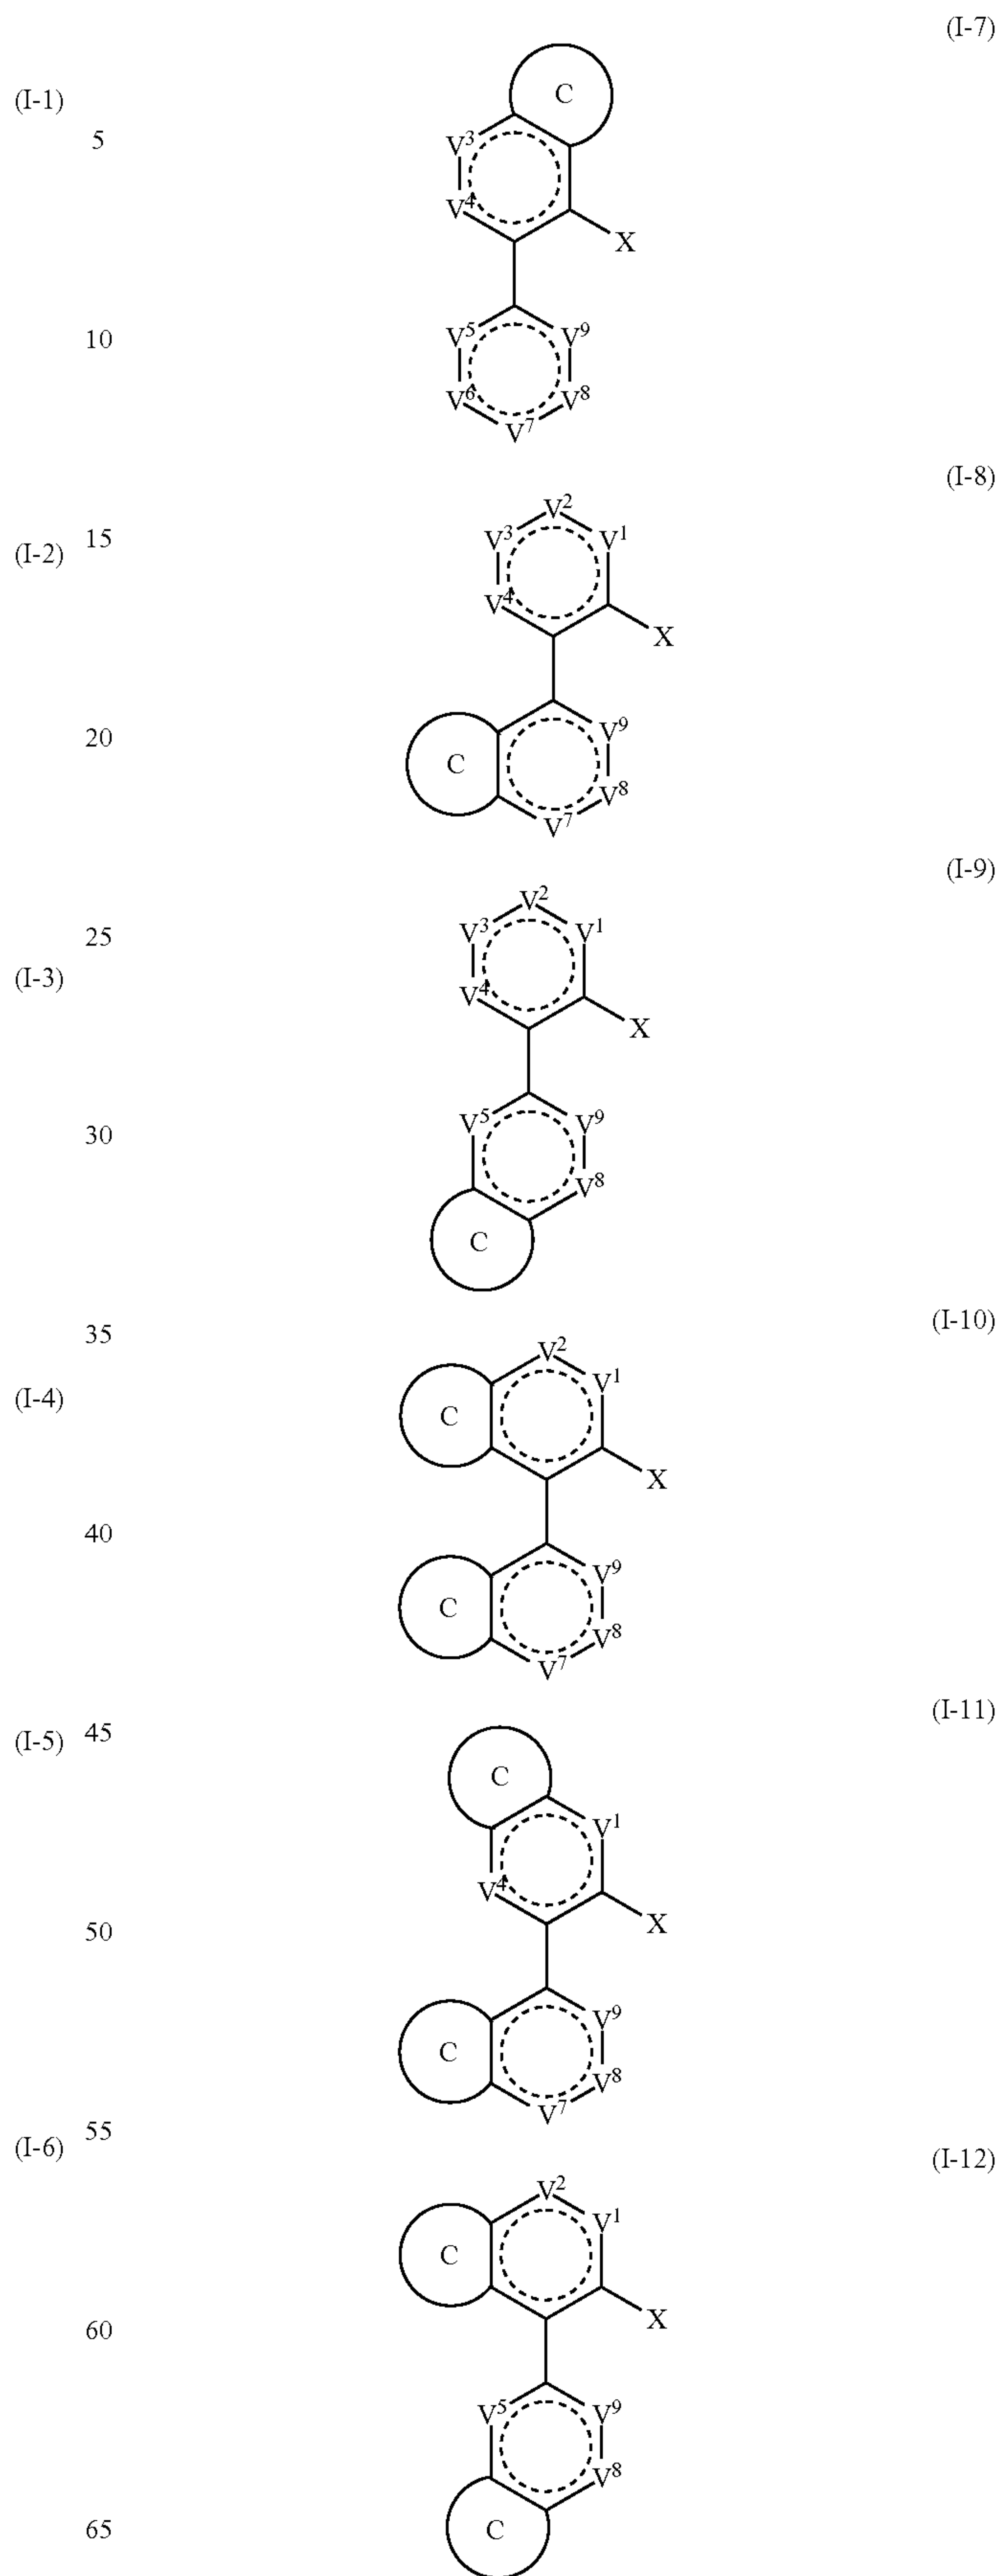 (I-7)
(I-1)
C
5
V³
V⁴
X
10
V⁵ V⁹
V⁶ V⁸
V⁷
(I-8)
V²
15
V³ V¹
(I-2)
V⁴
X
20
V⁹
C
V⁸
V⁷
(I-9)
V²
25
V³ V¹
(I-3)
V⁴
X
30
V⁵ V⁹
V⁸
C
(I-10)
35
V²
V¹
(I-4)
C
X
40
V⁹
C
V⁸
V⁷
(I-11)
45
(I-5)
C
V¹
V⁴
X
50
V⁹
C
V⁸
V⁷
55
(I-6)
(I-12)
V²
V¹
C
X
60
V⁵ V⁹
V⁸
65
C